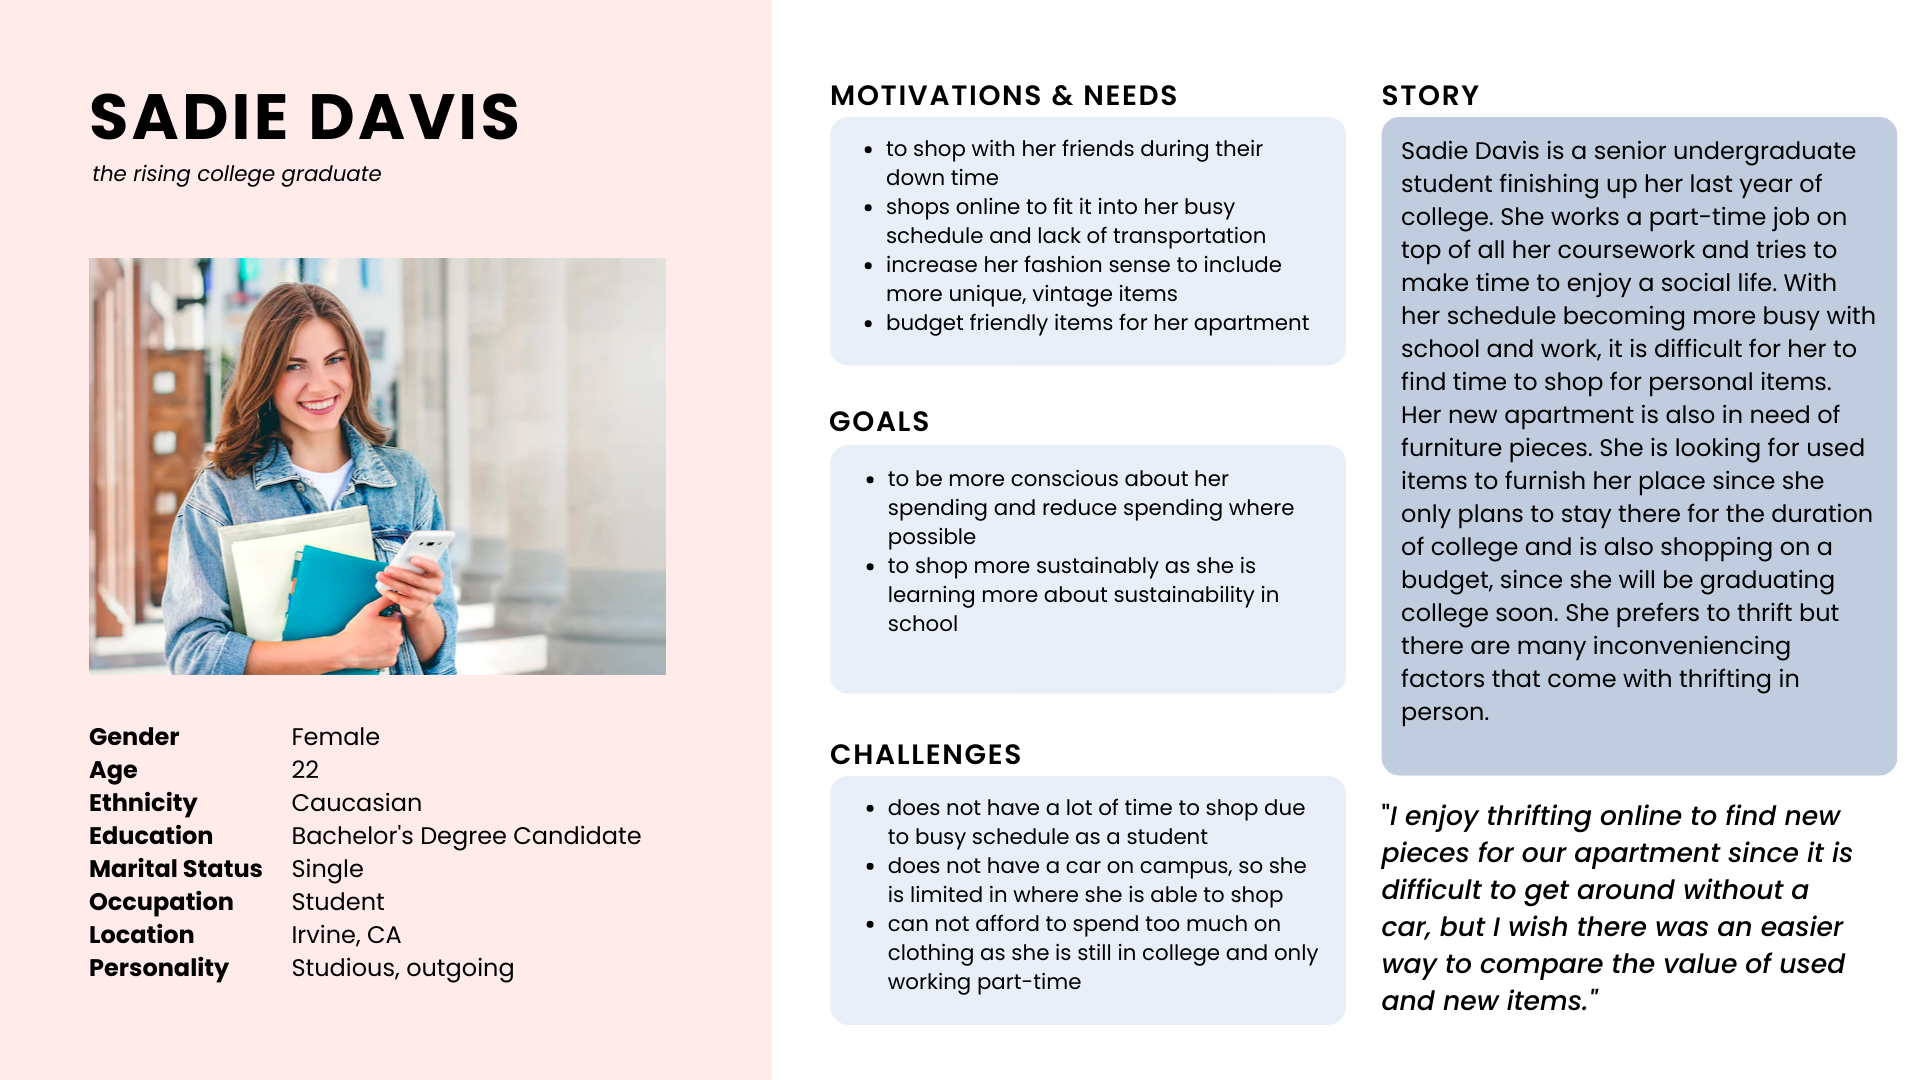 SADIE DAVIS
the rising college graduate
Gender Female
Age 22
Ethnicity Caucasian
Education Bachelor's Degree Candidate
Marital Status Single
Occupation Student
Location Irvine, CA
Personality Studious, outgoing
MOTIVATIONS & NEEDS
• to shop with her friends during their
down time
• shops online to fit it into her busy
schedule and lack of transportation
• increase her fashion sense to include
more unique, vintage items
• budget friendly items for her apartment
GOALS
• to be more conscious about her
spending and reduce spending where
possible
• to shop more sustainably as she is
learning more about sustainability in
school
CHALLENGES
• does not have a lot of time to shop due
to busy schedule as a student
• does not have a car on campus, so she
is limited in where she is able to shop
• can not afford to spend too much on
clothing as she is still in college and only
working part-time
STORY
Sadie Davis is a senior undergraduate
student finishing up her last year of
college. She works a part-time job on
top of all her coursework and tries to
make time to enjoy a social life. With
her schedule becoming more busy with
school and work, it is difficult for her to
find time to shop for personal items.
Her new apartment is also in need of
furniture pieces. She is looking for used
items to furnish her place since she
only plans to stay there for the duration
of college and is also shopping on a
budget, since she will be graduating
college soon. She prefers to thrift but
there are many inconveniencing
factors that come with thrifting in
person.
"I enjoy thrifting online to find new
pieces for our apartment since it is
difficult to get around without a
car, but I wish there was an easier
way to compare the value of used
and new items."